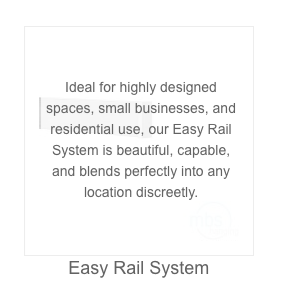 Ideal for highly designed
spaces, small businesses, and
residential use, our Easy Rail
System is beautiful, capable,
and blends perfectly into any
location discreetly.
Easy Rail System